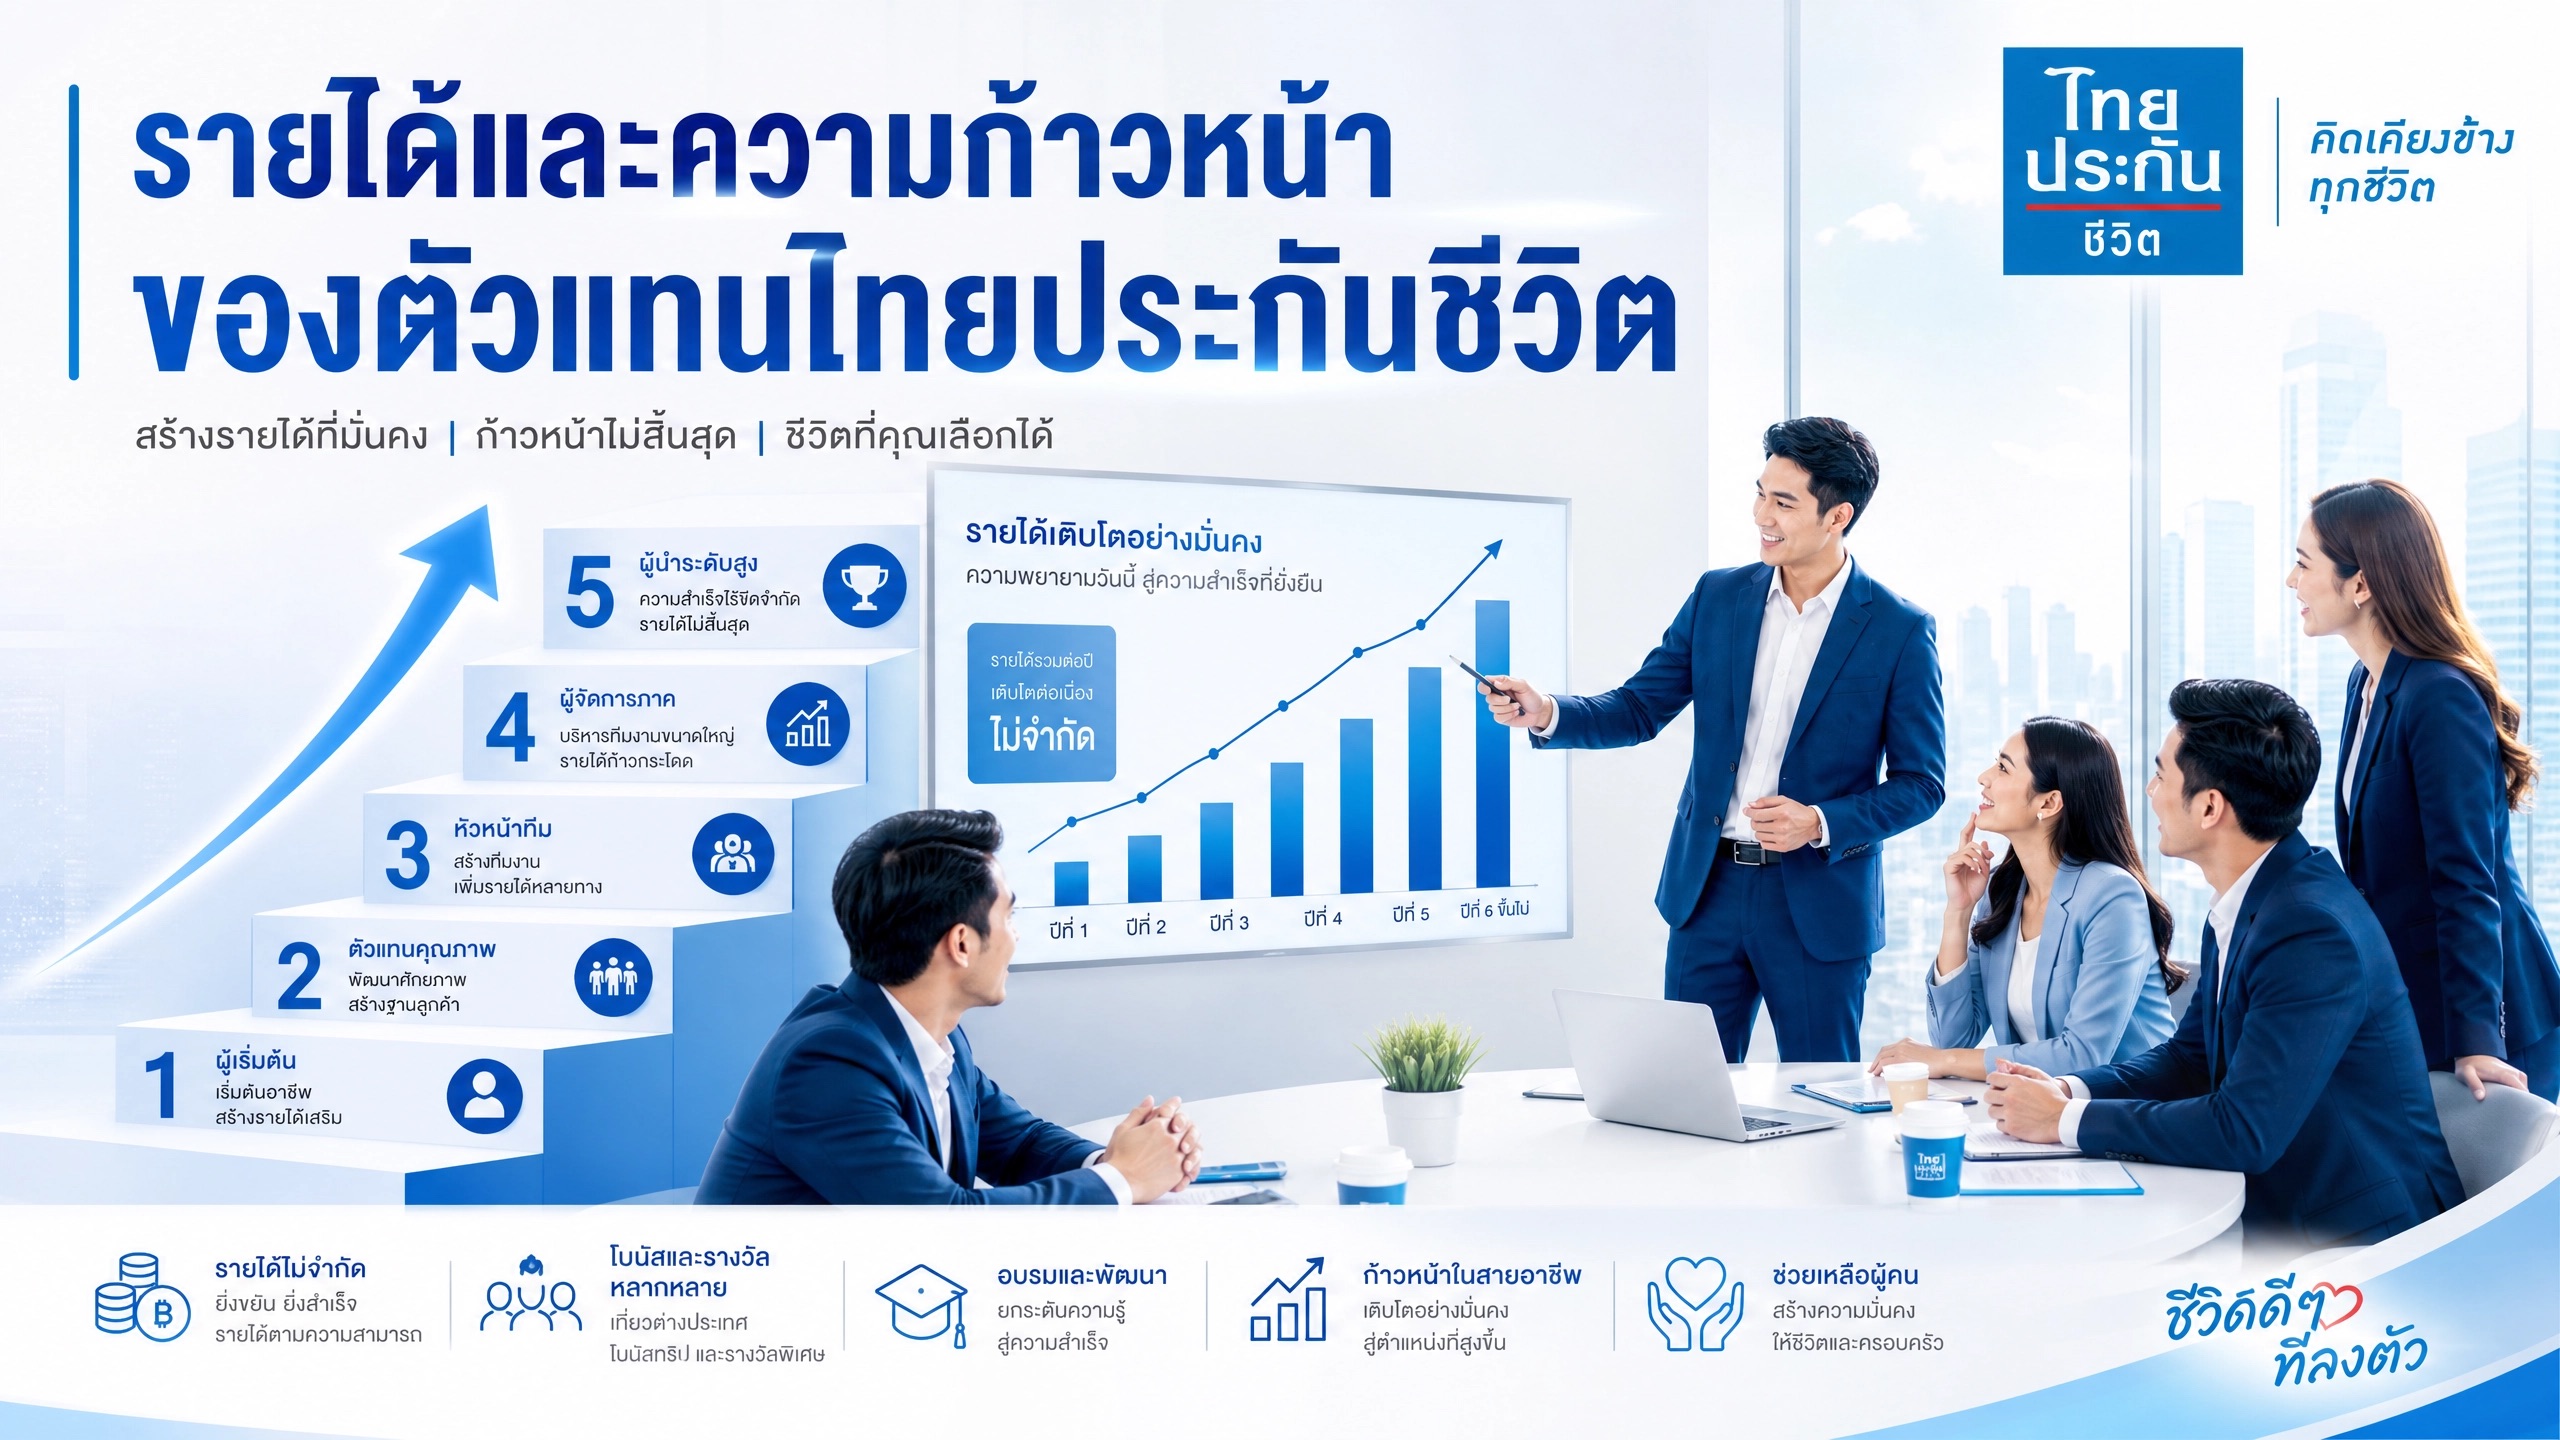 รายได้และความก้าวหน้า
ของตัวแทนไทยประกันชีวิต
สร้างรายได้ที่มั่นคง | ก้าวหน้าไม่สิ้นสุด | ชีวิตที่คุณเลือกได้
ไทย
ประกัน
ชีวิต
คิดเคียงข้าง
ทุกชีวิต
5
ผู้นำระดับสูง
ความสำเร็จไร้ขีดจำกัด
รายได้ไม่สิ้นสุด
4
ผู้จัดการภาค
บริหารทีมงานขนาดใหญ่
รายได้ก้าวกระโดด
3
หัวหน้าทีม
สร้างทีมงาน
เพิ่มรายได้หลายทาง
2
ตัวแทนคุณภาพ
พัฒนาศักยภาพ
สร้างฐานลูกค้า
1
ผู้เริ่มต้น
เริ่มต้นอาชีพ
สร้างรายได้เสริม
รายได้เติบโตอย่างมั่นคง
ความพยายามวันนี้ สู่ความสำเร็จที่ยั่งยืน
รายได้รวมต่อปี
เติบโตต่อเนื่อง
ไม่จำกัด
ปีที่ 1 ปีที่ 2 ปีที่ 3 ปีที่ 4 ปีที่ 5 ปีที่ 6 ขึ้นไป
รายได้ไม่จำกัด
ยิ่งขยัน ยิ่งสำเร็จ
รายได้ตามความสามารถ
โบนัสและรางวัล
หลากหลาย
เที่ยวต่างประเทศ
โบนัสทริป และรางวัลพิเศษ
อบรมและพัฒนา
ยกระดับความรู้
สู่ความสำเร็จ
ก้าวหน้าในสายอาชีพ
เติบโตอย่างมั่นคง
สู่ตำแหน่งที่สูงขึ้น
ช่วยเหลือผู้คน
สร้างความมั่นคง
ให้ชีวิตและครอบครัว
ชีวิตดีๆ
ที่ลงตัว